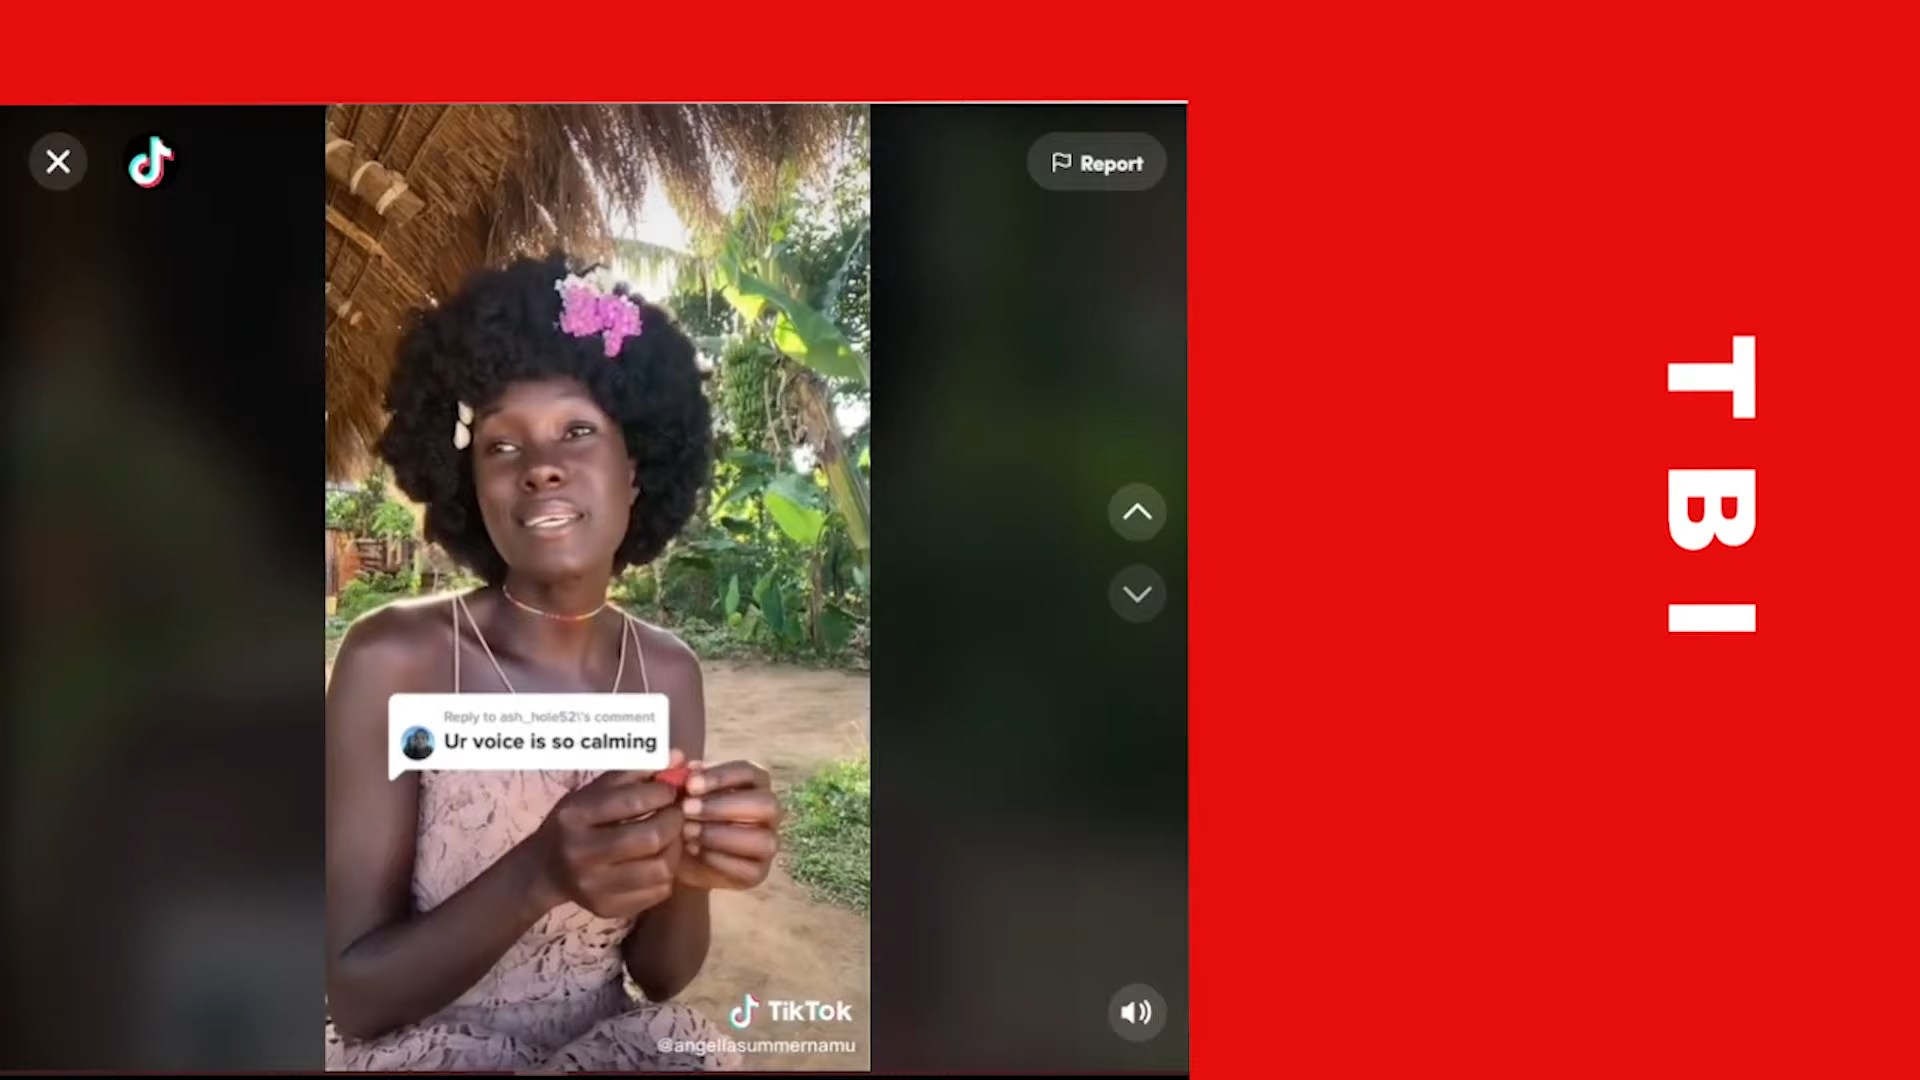 Report
Reply to ash_hole52\'s comment
Ur voice is so calming
TikTok
@angellasummernamu
TBI